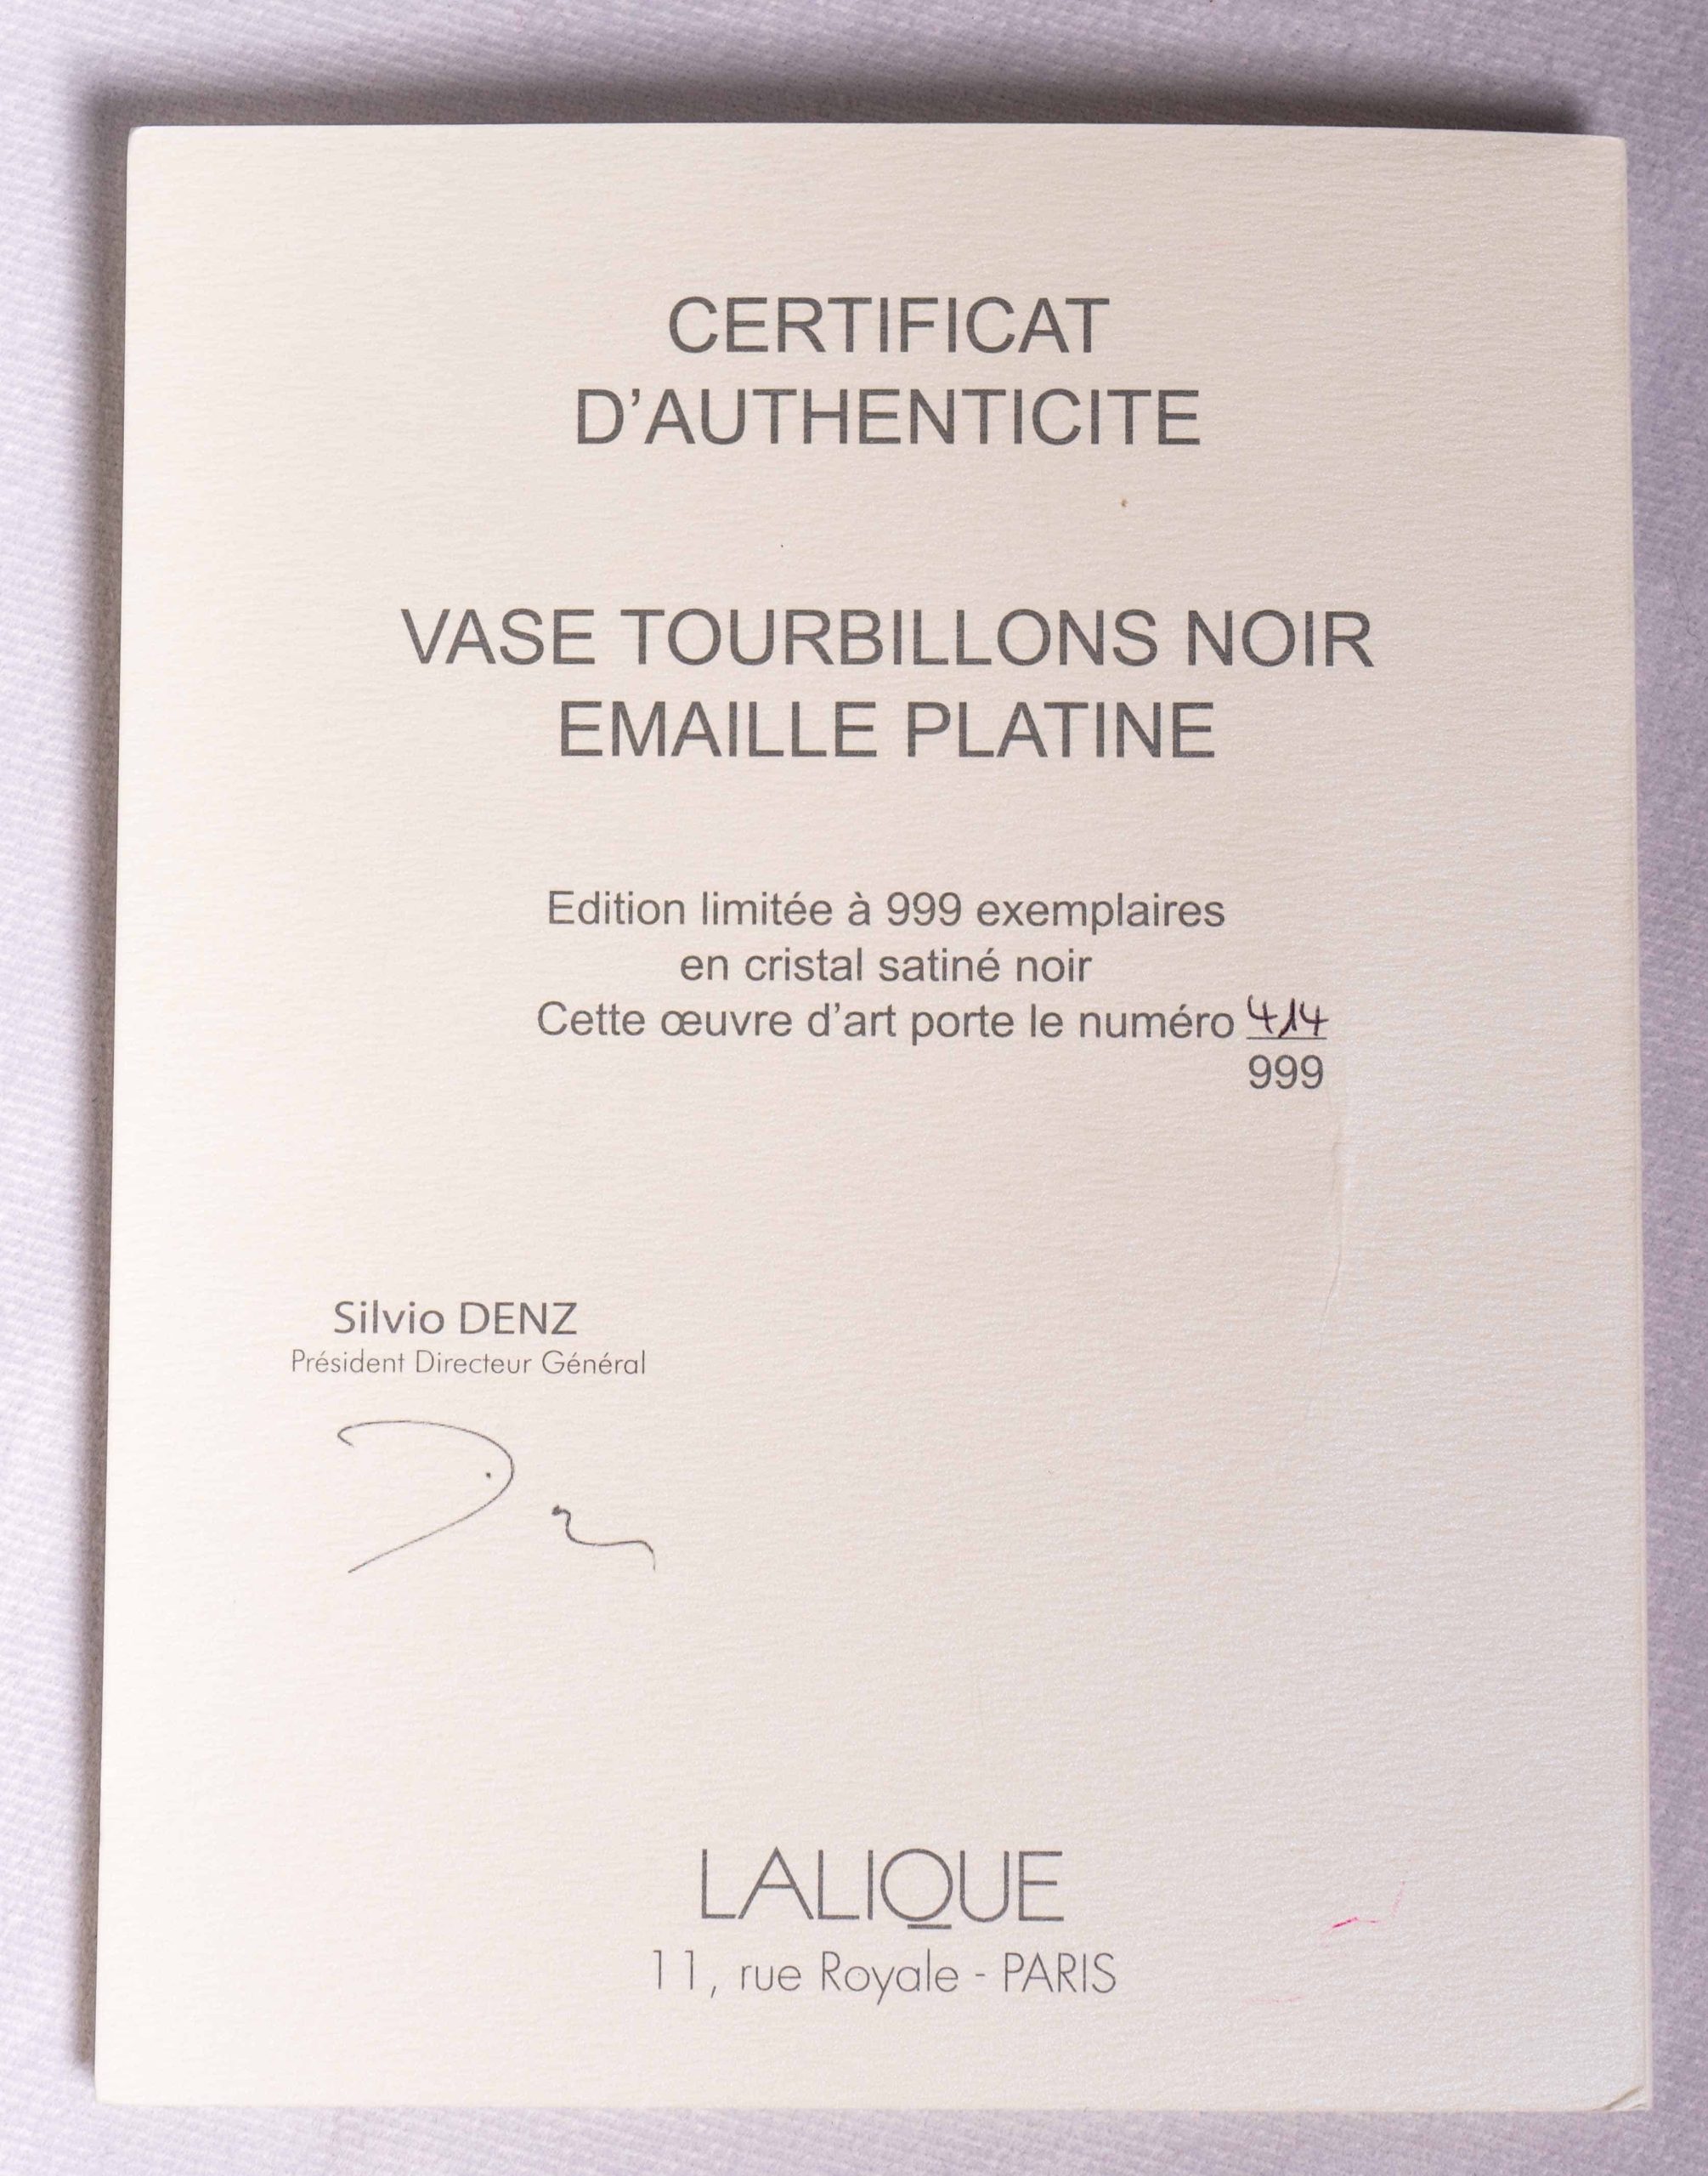 CERTIFICAT
D'AUTHENTICITE
VASE TOURBILLONS NOIR
EMAILLE PLATINE
Edition limitée à 999 exemplaires
en cristal satiné noir
Cette œuvre d'art porte le numéro 414
999
Silvio DENZ
Président Directeur Général
LALIQUE
11, rue Royale - PARIS